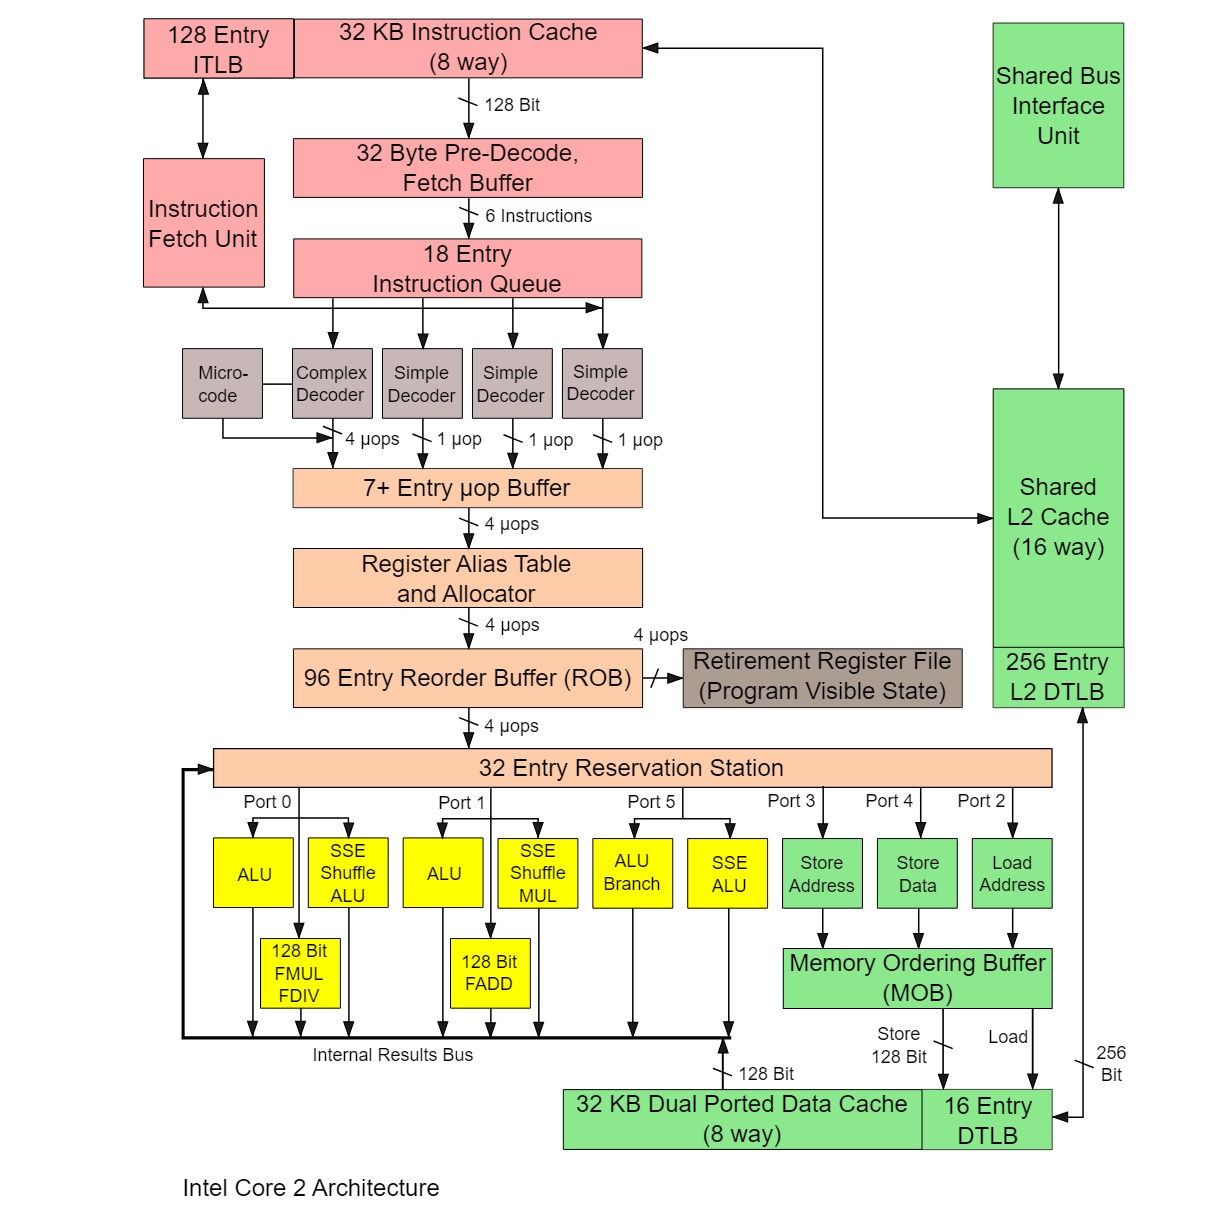 128 Entry
ITLB
32 KB Instruction Cache
(8 way)
Shared Bus
Interface
Unit
128 Bit
32 Byte Pre-Decode,
Fetch Buffer
Instruction
Fetch Unit
6 Instructions
18 Entry
Instruction Queue
Micro-
code
Complex
Decoder
Simple
Decoder
Simple
Decoder
Simple
Decoder
4 µops
1 µop
1 µop
1 µop
7+ Entry µop Buffer
Shared
L2 Cache
(16 way)
4 µops
Register Alias Table
and Allocator
4 µops
4 µops
96 Entry Reorder Buffer (ROB)
Retirement Register File
(Program Visible State)
256 Entry
L2 DTLB
4 µops
32 Entry Reservation Station
Port 0
Port 1
Port 5
Port 3
Port 4
Port 2
ALU
SSE
Shuffle
ALU
ALU
SSE
Shuffle
MUL
ALU
Branch
SSE
ALU
Store
Address
Store
Data
Load
Address
128 Bit
FMUL
FDIV
128 Bit
FADD
Memory Ordering Buffer
(MOB)
Internal Results Bus
Store
128 Bit
Load
256
Bit
128 Bit
32 KB Dual Ported Data Cache
(8 way)
16 Entry
DTLB
Intel Core 2 Architecture